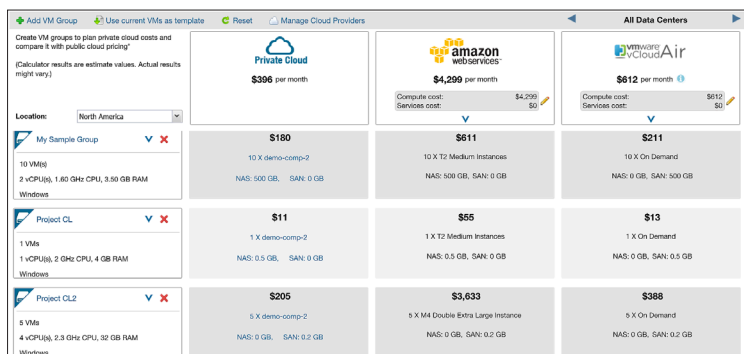 Add VM Group Use current VMs as template Reset Manage Cloud Providers All Data Centers
Create VM groups to plan private cloud costs and
compare it with public cloud pricing"
(Calculator results are estimate values. Actual results
might vary.)
Location: North America
Private Cloud
$396 per month
amazon
webservices™
$4,299 per month
Compute cost: $4,299
Services cost: $0
vmware
vCloud Air
$612 per month
Compute cost: $612
Services cost: $0
My Sample Group
10 VM(s)
2 vCPU(s), 1.60 GHz CPU, 3.50 GB RAM
Windows
$180
10 X demo-comp-2
NAS: 500 GB, SAN: 0 GB
$611
10 X T2 Medium Instances
NAS: 500 GB, SAN: 0 GB
$211
10 X On Demand
NAS: 0 GB, SAN: 500 GB
Project CL
1 VMs
1 vCPU(s), 2 GHz CPU, 4 GB RAM
Windows
$11
1 X demo-comp-2
NAS: 0.5 GB, SAN: 0 GB
$55
1 X T2 Medium Instances
NAS: 0.5 GB, SAN: 0 GB
$13
1 X On Demand
NAS: 0 GB, SAN: 0.5 GB
Project CL2
5 VMs
4 vCPU(s), 2.3 GHz CPU, 32 GB RAM
Windows
$205
5 X demo-comp-2
NAS: 0 GB, SAN: 0.2 GB
$3,633
5 X M4 Double Extra Large Instance
NAS: 0 GB, SAN: 0.2 GB
$388
5 X On Demand
NAS: 0 GB, SAN: 0.2 GB